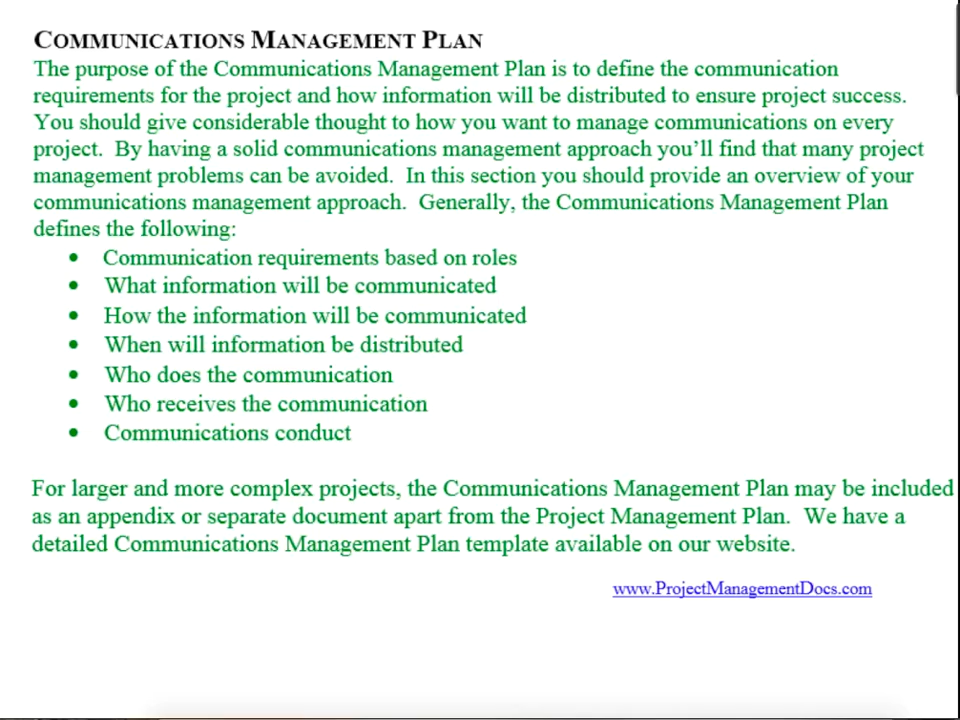 COMMUNICATIONS MANAGEMENT PLAN
The purpose of the Communications Management Plan is to define the communication
requirements for the project and how information will be distributed to ensure project success.
You should give considerable thought to how you want to manage communications on every
project.  By having a solid communications management approach you’ll find that many project
management problems can be avoided.  In this section you should provide an overview of your
communications management approach.  Generally, the Communications Management Plan
defines the following:
• Communication requirements based on roles
• What information will be communicated
• How the information will be communicated
• When will information be distributed
• Who does the communication
• Who receives the communication
• Communications conduct
For larger and more complex projects, the Communications Management Plan may be included
as an appendix or separate document apart from the Project Management Plan.  We have a
detailed Communications Management Plan template available on our website.
www.ProjectManagementDocs.com